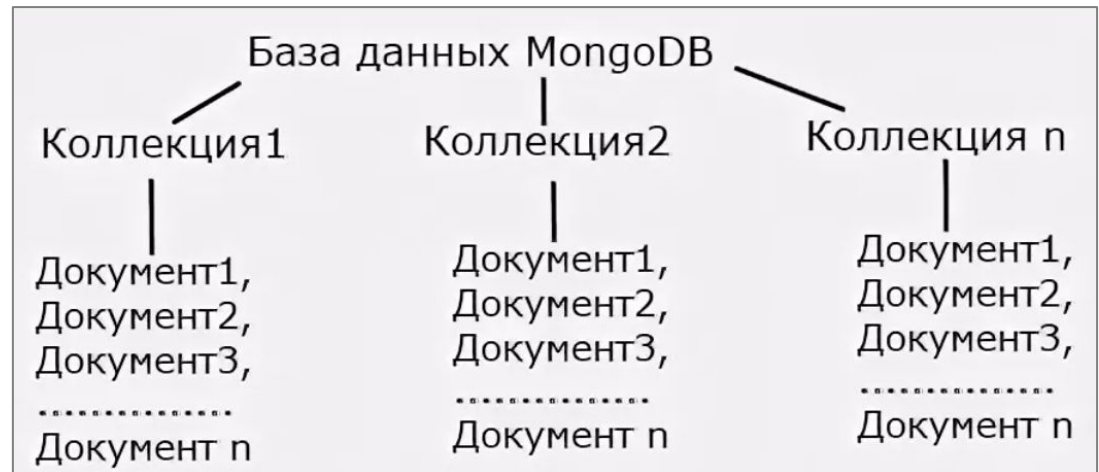 База данных MongoDB
Коллекция1
Коллекция2
Коллекция n
Документ1,
Документ2,
Документ3,
...............
Документ n
Документ1,
Документ2,
Документ3,
...............
Документ n
Документ1,
Документ2,
Документ3,
...............
Документ n